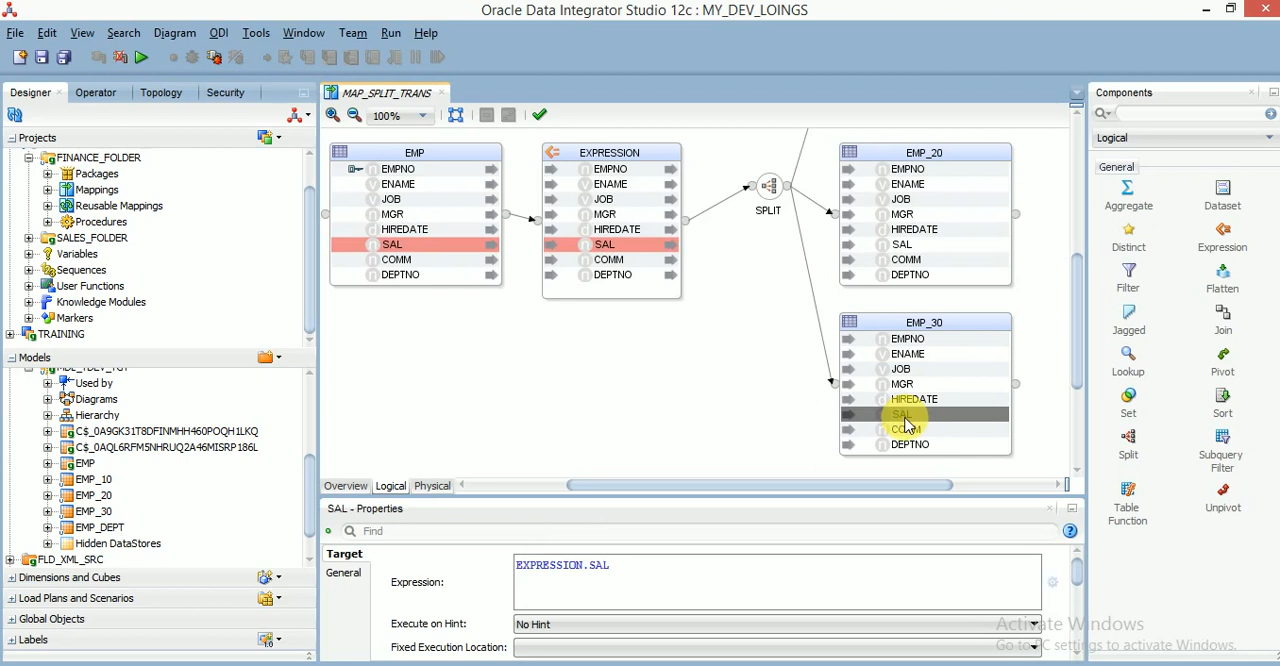 Oracle Data Integrator Studio 12c : MY_DEV_LOINGS
File Edit View Search Diagram ODI Tools Window Team Run Help
Designer Operator Topology Security
MAP_SPLIT_TRANS
Components
100%
Logical
Projects
FINANCE_FOLDER
Packages
Mappings
Reusable Mappings
Procedures
SALES_FOLDER
Variables
Sequences
User Functions
Knowledge Modules
Markers
TRAINING
Models
Used by
Diagrams
Hierarchy
EMP
EMP_10
EMP_20
EMP_30
EMP_DEPT
Hidden DataStores
FLD_XML_SRC
Dimensions and Cubes
Load Plans and Scenarios
Global Objects
Labels
EMP
EMPNO
ENAME
JOB
MGR
HIREDATE
SAL
COMM
DEPTNO
EXPRESSION
EMPNO
ENAME
JOB
MGR
HIREDATE
SAL
COMM
DEPTNO
SPLIT
EMP_20
EMPNO
ENAME
JOB
MGR
HIREDATE
SAL
COMM
DEPTNO
EMP_30
EMPNO
ENAME
JOB
MGR
HIREDATE
SAL
COMM
DEPTNO
Overview Logical Physical
SAL - Properties
Find
Target
General
Expression:
EXPRESSION.SAL
Execute on Hint:
No Hint
Fixed Execution Location:
General
Aggregate Dataset
Distinct Expression
Filter Flatten
Jagged Join
Lookup Pivot
Set Sort
Split Subquery
Filter
Table
Function
Unpivot
Activate Windows
Go to PC settings to activate Windows.